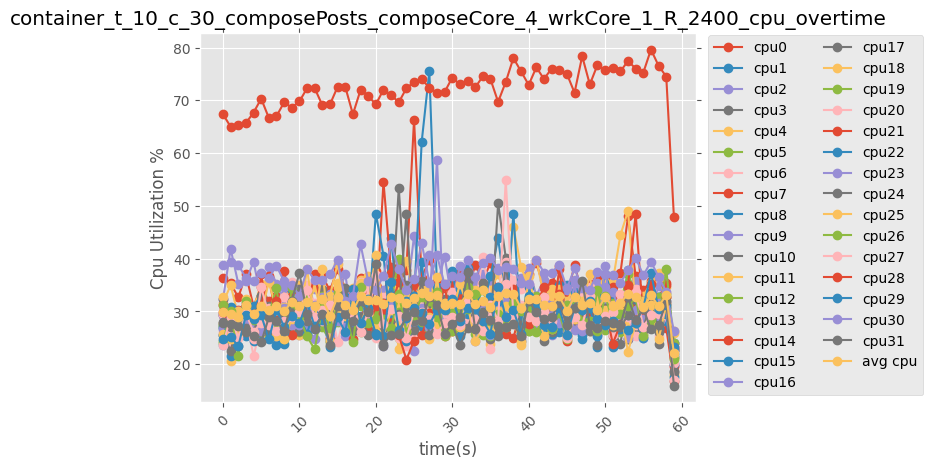 container_t_10_c_30_composePosts_composeCore_4_wrkCore_1_R_2400_cpu_overtime
80
70
60
50
40
30
20
Cpu Utilization %
0
10
20
30
40
50
60
time(s)
cpu0
cpu1
cpu2
cpu3
cpu4
cpu5
cpu6
cpu7
cpu8
cpu9
cpu10
cpu11
cpu12
cpu13
cpu14
cpu15
cpu16
cpu17
cpu18
cpu19
cpu20
cpu21
cpu22
cpu23
cpu24
cpu25
cpu26
cpu27
cpu28
cpu29
cpu30
cpu31
avg cpu